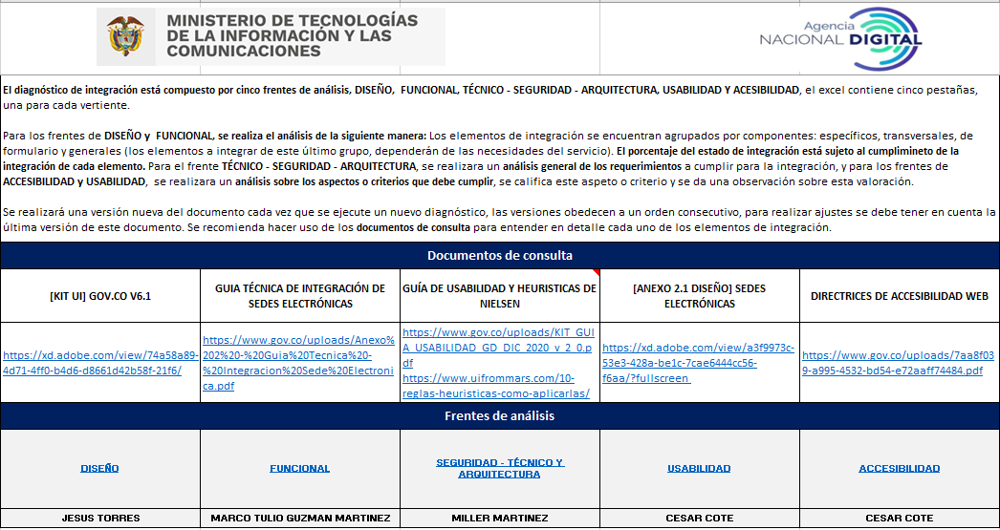 MINISTERIO DE TECNOLOGÍAS
DE LA INFORMACIÓN Y LAS
COMUNICACIONES
Agencia
NACIONAL DIGITAL
El diagnóstico de integración está compuesto por cinco frentes de análisis, DISEÑO, FUNCIONAL, TÉCNICO - SEGURIDAD - ARQUITECTURA, USABILIDAD Y ACESIBILIDAD, el excel contiene cinco pestañas,
una para cada vertiente.
Para los frentes de DISEÑO y FUNCIONAL, se realiza el análisis de la siguiente manera: Los elementos de integración se encuentran agrupados por componentes: específicos, transversales, de
formulario y generales (los elementos a integrar de este último grupo, dependerán de las necesidades del servicio). El porcentaje del estado de integración está sujeto al cumplimineto de la
integración de cada elemento. Para el frente TÉCNICO - SEGURIDAD - ARQUITECTURA, se realizara un análisis general de los requerimientos a cumplir para la integración, y para los frentes de
ACCESIBILIDAD y USABILIDAD, se realizara un análisis sobre los aspectos o criterios que debe cumplir, se califica este aspeto o criterio y se da una observación sobre esta valoración.
Se realizará una versión nueva del documento cada vez que se ejecute un nuevo diagnóstico, las versiones obedecen a un orden consecutivo, para realizar ajustes se debe tener en cuenta la
última versión de este documento. Se recomienda hacer uso de los documentos de consulta para entender en detalle cada uno de los elementos de integración.
Documentos de consulta
[KIT UI] GOV.CO V6.1
GUIA TÉCNICA DE INTEGRACIÓN DE
SEDES ELECTRÓNICAS
GUÍA DE USABILIDAD Y HEURISTICAS DE
NIELSEN
[ANEXO 2.1 DISEÑO] SEDES
ELECTRÓNICAS
DIRECTRICES DE ACCESIBILIDAD WEB
https://xd.adobe.com/view/74a58a89-
4d71-4ff0-b4d6-d8661d42b58f-21f6/
https://www.gov.co/uploads/Anexo%
202%20-%20Guia%20Tecnica%20-
%20Integracion%20Sede%20Electroni
ca.pdf
https://www.gov.co/uploads/KIT_GUI
A_USABILIDAD_GD_DIC_2020_v_2_0.p
df
https://www.uifrommars.com/10-
reglas-heuristicas-como-aplicarlas/
https://xd.adobe.com/view/a3f9973c-
53e3-428a-be1c-7cae6444cc56-
f6aa/?fullscreen
https://www.gov.co/uploads/7aa8f03
9-a995-4532-bd54-e72aaff74484.pdf
Frentes de análisis
DISEÑO
FUNCIONAL
SEGURIDAD - TÉCNICO Y
ARQUITECTURA
USABILIDAD
ACCESIBILIDAD
JESUS TORRES
MARCO TULIO GUZMAN MARTINEZ
MILLER MARTINEZ
CESAR COTE
CESAR COTE